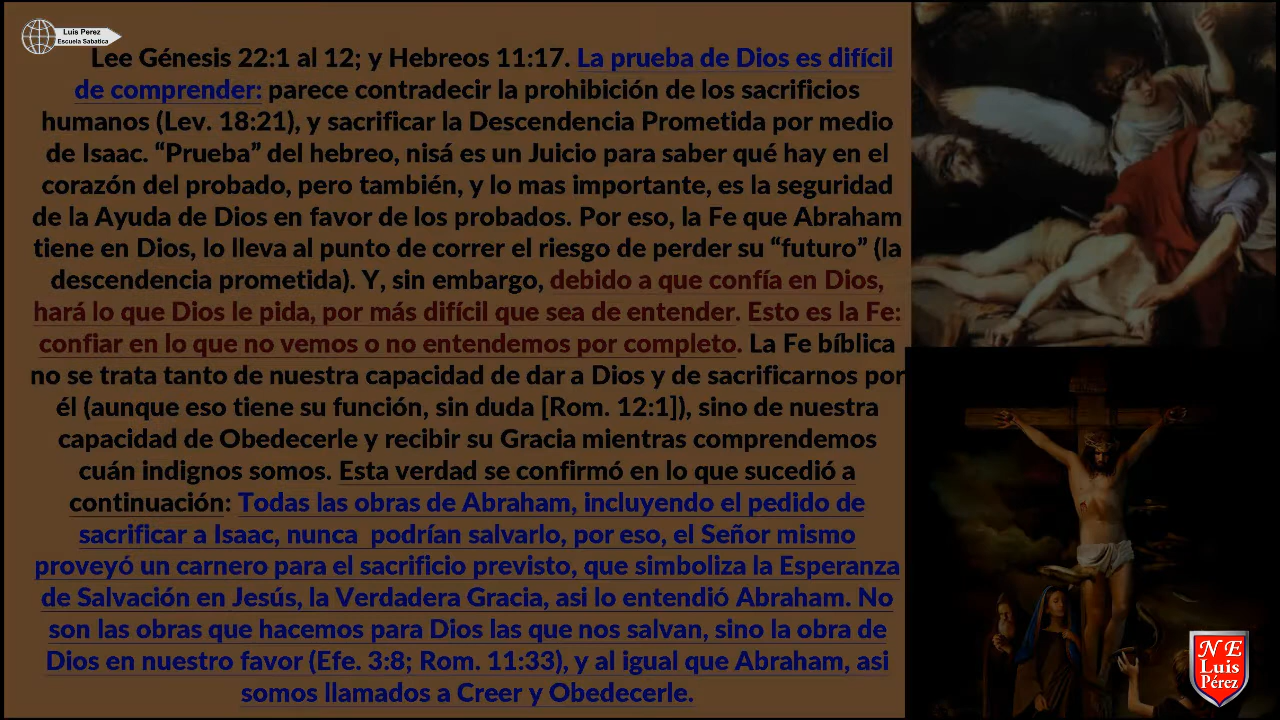 Luis Perez
Escuela Sabatica
Lee Génesis 22:1 al 12; y Hebreos 11:17. La prueba de Dios es difícil
de comprender: parece contradecir la prohibición de los sacrificios
humanos (Lev. 18:21), y sacrificar la Descendencia Prometida por medio
de Isaac. “Prueba” del hebreo, nisá es un Juicio para saber qué hay en el
corazón del probado, pero también, y lo mas importante, es la seguridad
de la Ayuda de Dios en favor de los probados. Por eso, la Fe que Abraham
tiene en Dios, lo lleva al punto de correr el riesgo de perder su “futuro” (la
descendencia prometida). Y, sin embargo, debido a que confía en Dios,
hará lo que Dios le pida, por más difícil que sea de entender. Esto es la Fe:
confiar en lo que no vemos o no entendemos por completo. La Fe bíblica
no se trata tanto de nuestra capacidad de dar a Dios y de sacrificarnos por
él (aunque eso tiene su función, sin duda [Rom. 12:1]), sino de nuestra
capacidad de Obedecerle y recibir su Gracia mientras comprendemos
cuán indignos somos. Esta verdad se confirmó en lo que sucedió a
continuación: Todas las obras de Abraham, incluyendo el pedido de
sacrificar a Isaac, nunca podrían salvarlo, por eso, el Señor mismo
proveyó un carnero para el sacrificio previsto, que simboliza la Esperanza
de Salvación en Jesús, la Verdadera Gracia, asi lo entendió Abraham. No
son las obras que hacemos para Dios las que nos salvan, sino la obra de
Dios en nuestro favor (Efe. 3:8; Rom. 11:33), y al igual que Abraham, asi
somos llamados a Creer y Obedecerle.
NE
Luis
Pérez